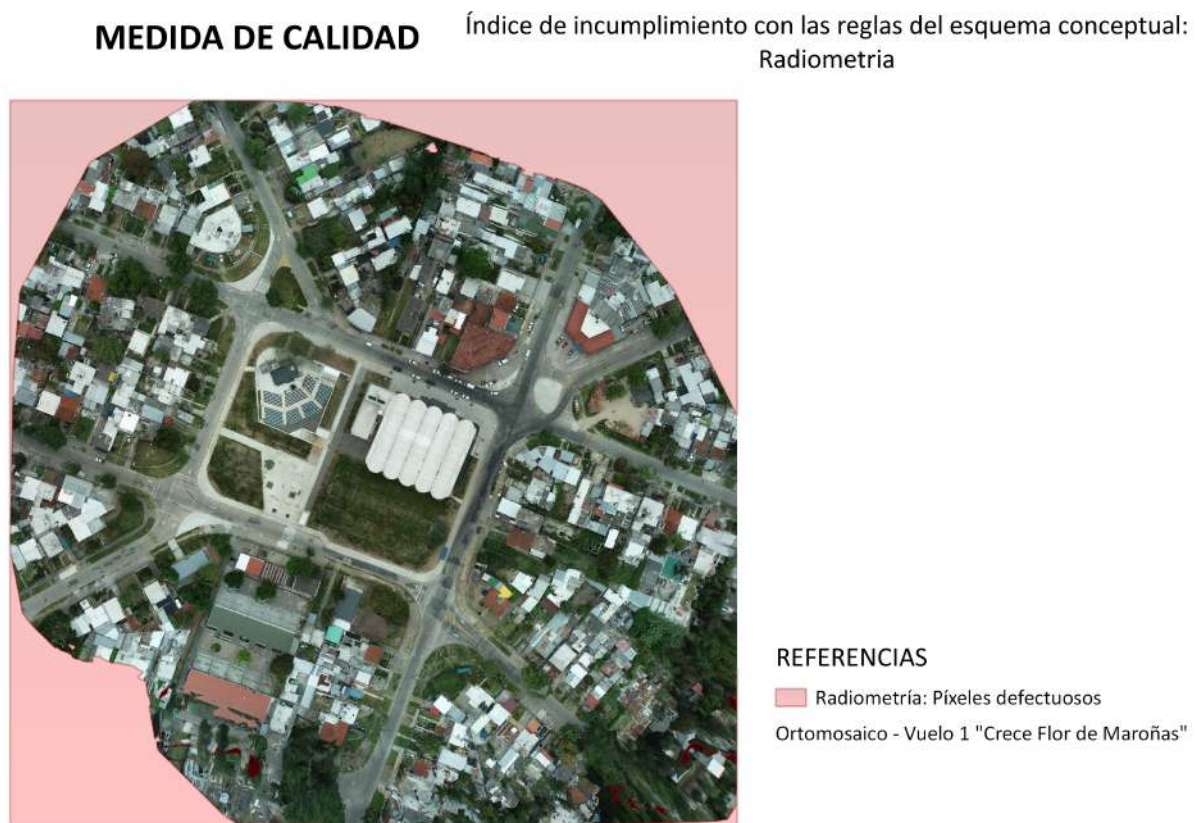 MEDIDA DE CALIDAD
Índice de incumplimiento con las reglas del esquema conceptual:
Radiometria
REFERENCIAS
Radiometría: Píxeles defectuosos
Ortomosaico - Vuelo 1 "Crece Flor de Maroñas"